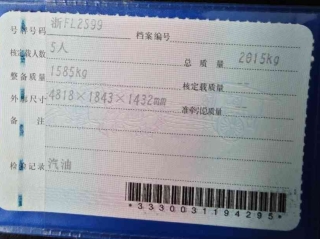 号牌号码 浙FL2599 档案编号
核定载人数 5人 总质量 2015kg
整备质量 1585kg 核定载质量
外廓尺寸 4818×1843×1432mm 准牵引总质量
备注
检验记录 汽油
*3330031194295*